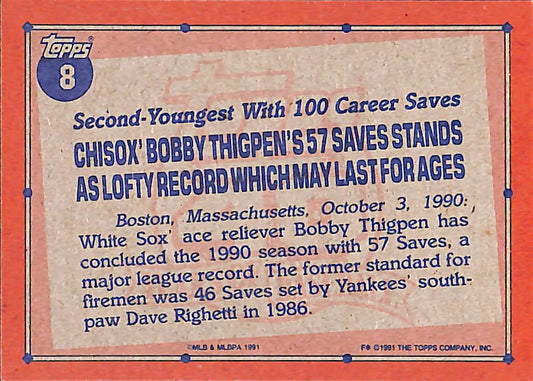 Topps®
8
Second-Youngest With 100 Career Saves
CHISOX' BOBBY THIGPEN'S 57 SAVES STANDS
AS LOFTY RECORD WHICH MAY LAST FOR AGES
Boston, Massachusetts, October 3, 1990:
White Sox' ace reliever Bobby Thigpen has
concluded the 1990 season with 57 Saves, a
major league record. The former standard for
firemen was 46 Saves set by Yankees' south-
paw Dave Righetti in 1986.
©MLB & MLBPA 1991
F✻ ©1991 THE TOPPS COMPANY, INC.